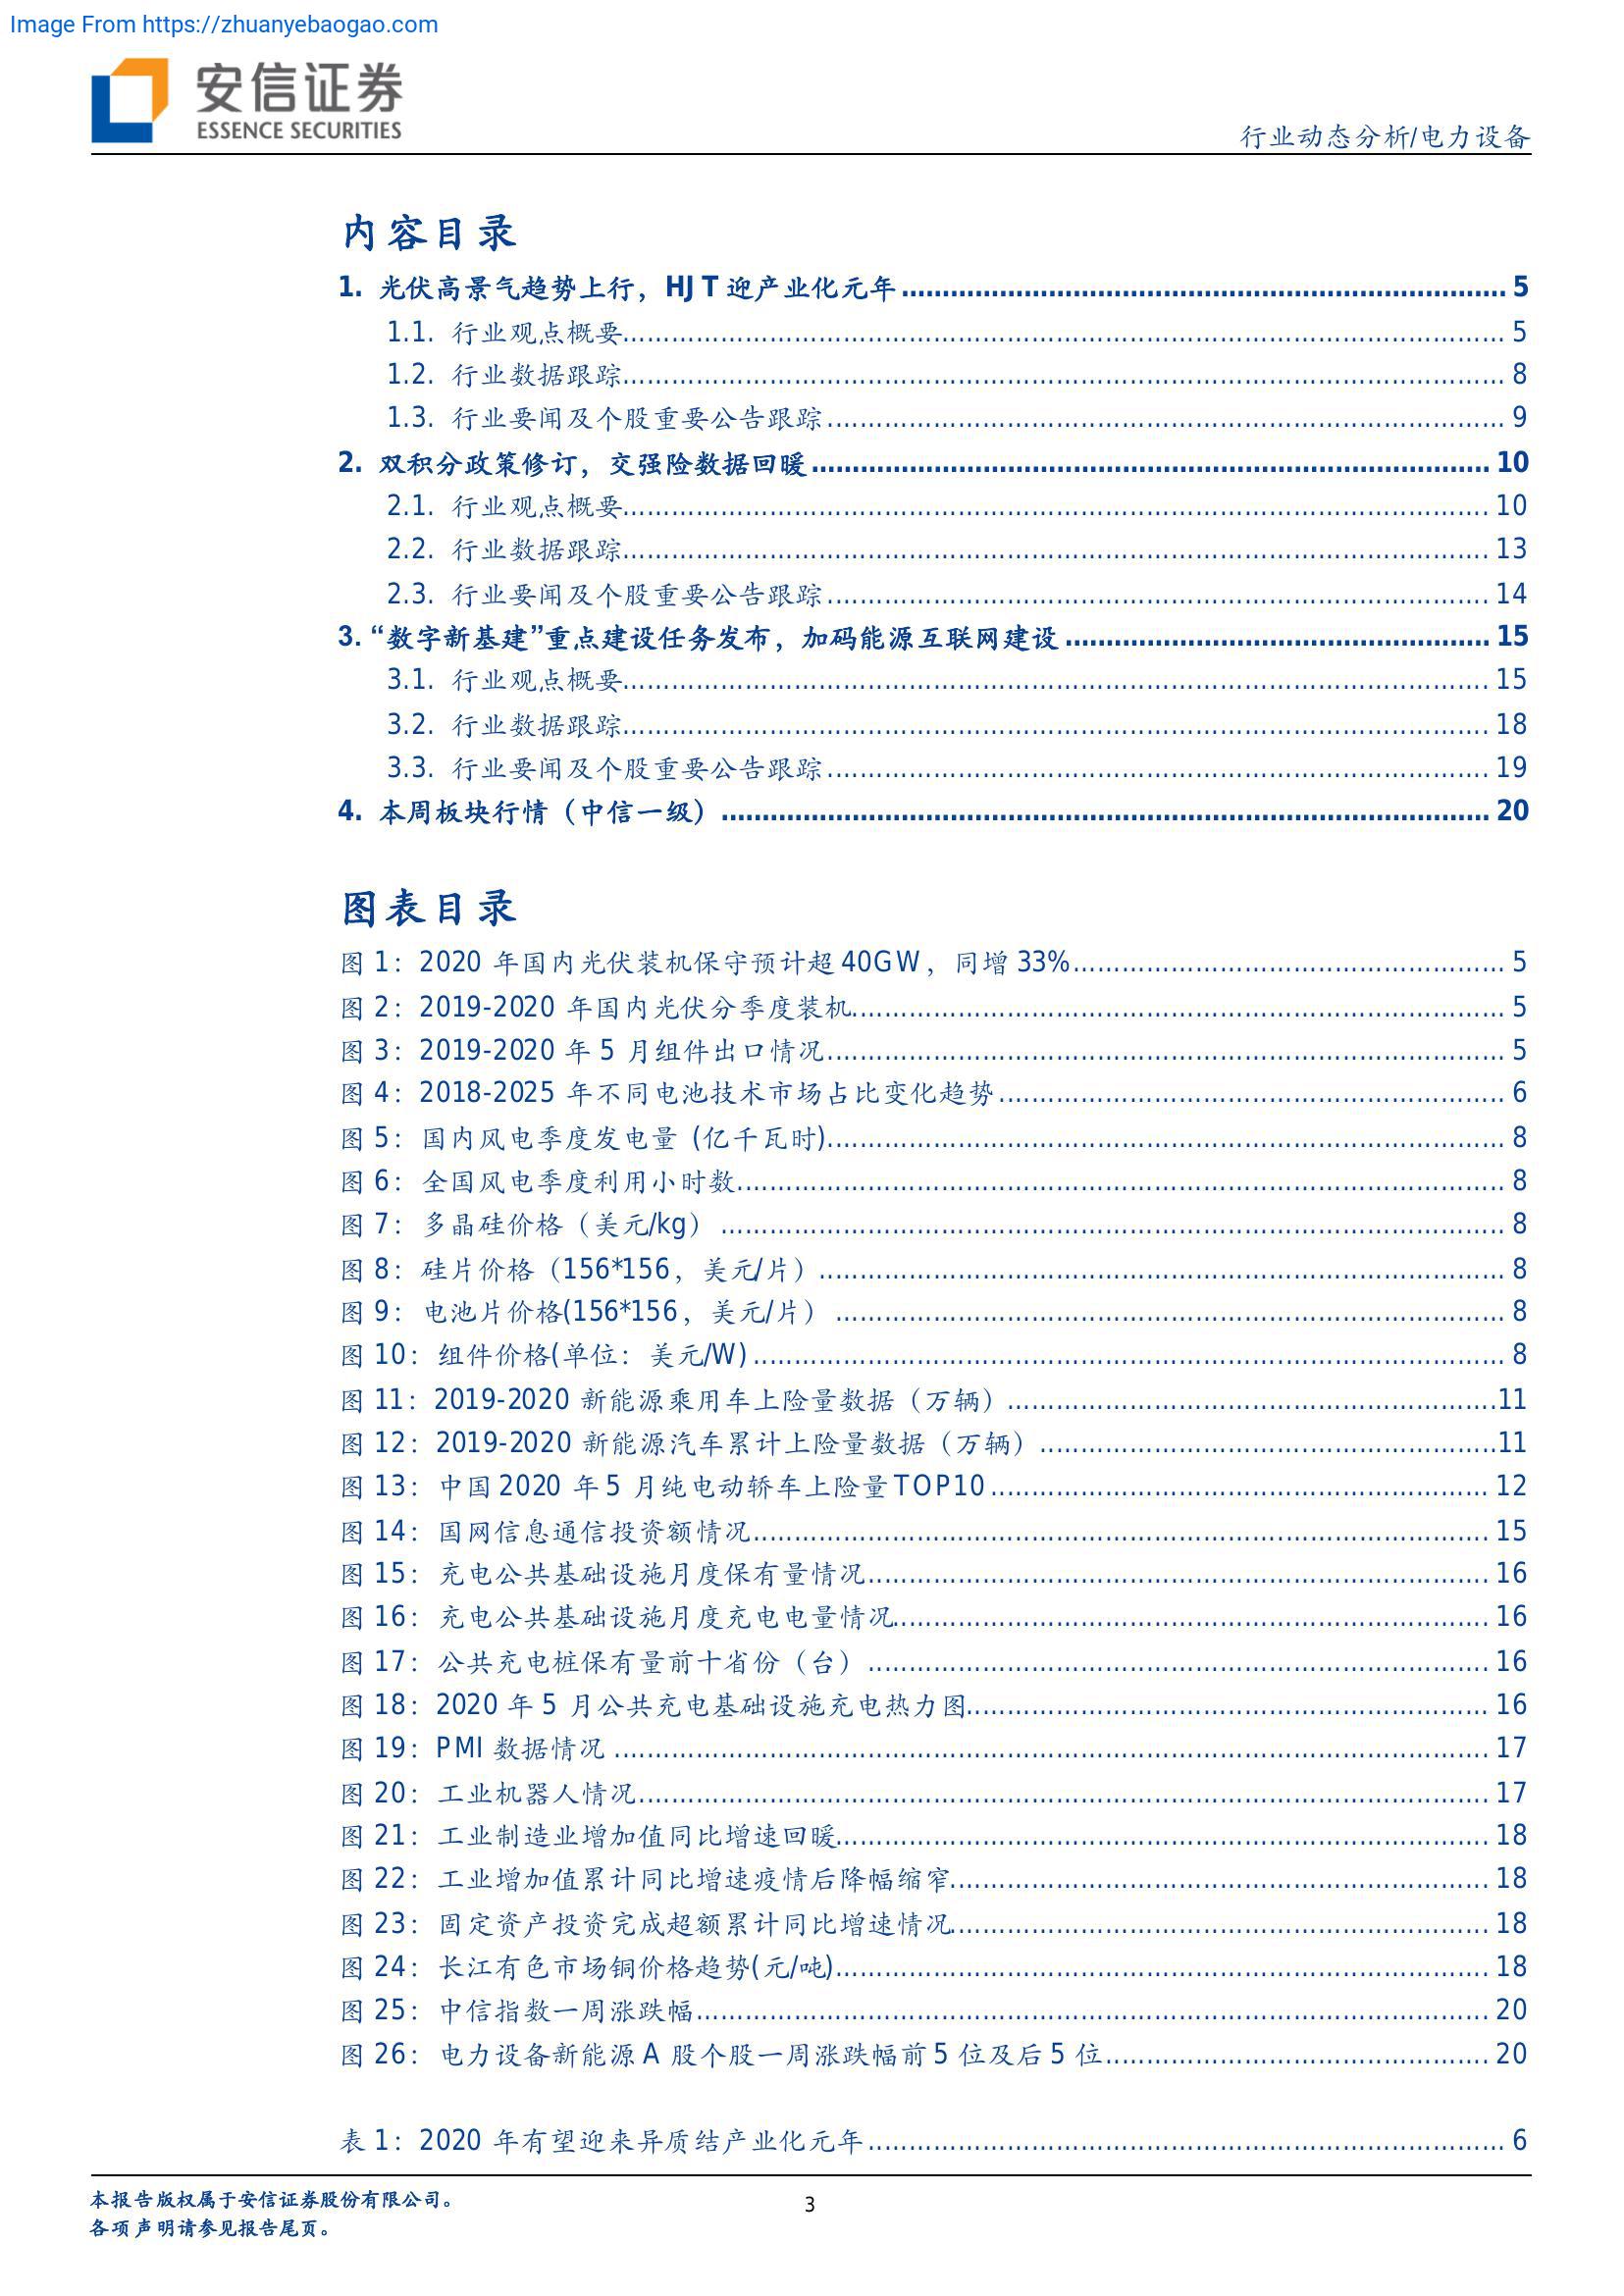 Image From https://zhuanyebaogao.com
安信证券
ESSENCE SECURITIES
行业动态分析/电力设备
内容目录
1. 光伏高景气趋势上行，HJT 迎产业化元年 5
1.1. 行业观点概要 5
1.2. 行业数据跟踪 8
1.3. 行业要闻及个股重要公告跟踪 9
2. 双积分政策修订，交强险数据回暖 10
2.1. 行业观点概要 10
2.2. 行业数据跟踪 13
2.3. 行业要闻及个股重要公告跟踪 14
3. “数字新基建”重点建设任务发布，加码能源互联网建设 15
3.1. 行业观点概要 15
3.2. 行业数据跟踪 18
3.3. 行业要闻及个股重要公告跟踪 19
4. 本周板块行情（中信一级） 20
图表目录
图 1：2020 年国内光伏装机保守预计超 40GW，同增 33% 5
图 2：2019-2020 年国内光伏分季度装机 5
图 3：2019-2020 年 5 月组件出口情况 5
图 4：2018-2025 年不同电池技术市场占比变化趋势 6
图 5：国内风电季度发电量 (亿千瓦时) 8
图 6：全国风电季度利用小时数 8
图 7：多晶硅价格（美元/kg） 8
图 8：硅片价格（156*156，美元/片） 8
图 9：电池片价格(156*156，美元/片） 8
图 10：组件价格(单位：美元/W) 8
图 11：2019-2020 新能源乘用车上险量数据（万辆） 11
图 12：2019-2020 新能源汽车累计上险量数据（万辆） 11
图 13：中国 2020 年 5 月纯电动轿车上险量 TOP10 12
图 14：国网信息通信投资额情况 15
图 15：充电公共基础设施月度保有量情况 16
图 16：充电公共基础设施月度充电电量情况 16
图 17：公共充电桩保有量前十省份（台） 16
图 18：2020 年 5 月公共充电基础设施充电热力图 16
图 19：PMI 数据情况 17
图 20：工业机器人情况 17
图 21：工业制造业增加值同比增速回暖 18
图 22：工业增加值累计同比增速疫情后降幅缩窄 18
图 23：固定资产投资完成超额累计同比增速情况 18
图 24：长江有色市场铜价格趋势(元/吨) 18
图 25：中信指数一周涨跌幅 20
图 26：电力设备新能源 A 股个股一周涨跌幅前 5 位及后 5 位 20
表 1：2020 年有望迎来异质结产业化元年 6
本报告版权属于安信证券股份有限公司。
3
各项声明请参见报告尾页。